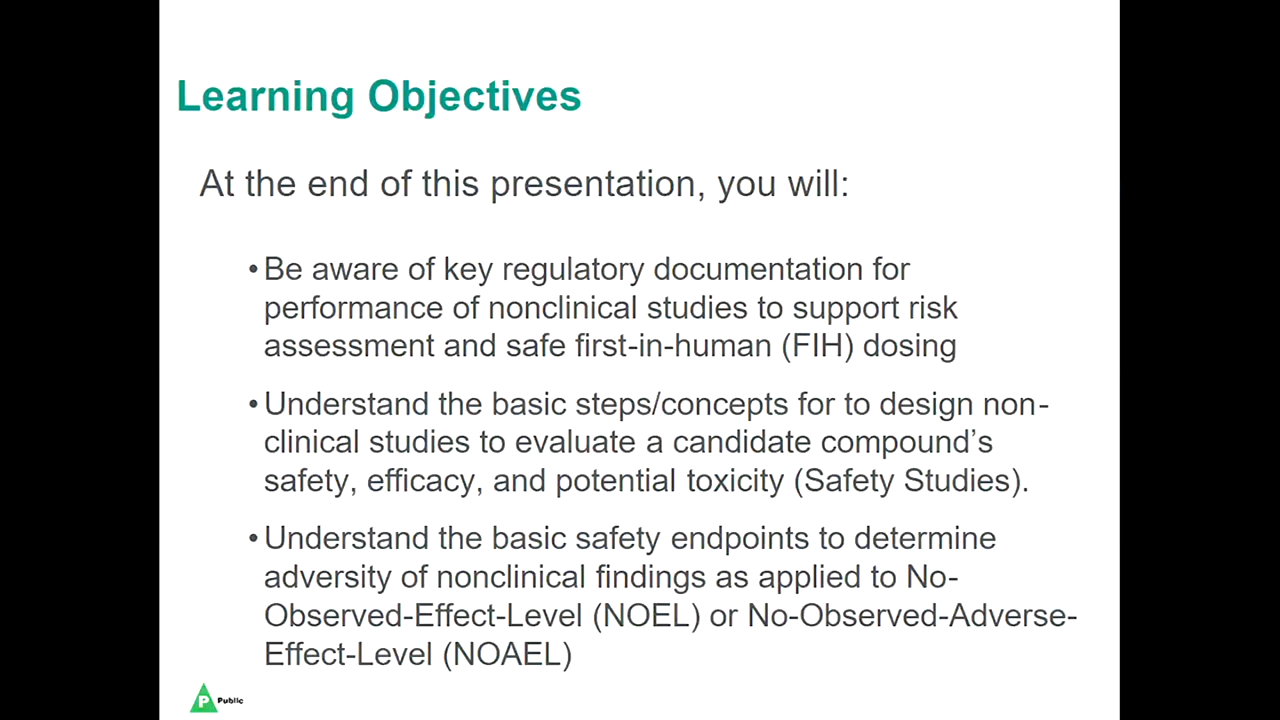 Learning Objectives
At the end of this presentation, you will:
•Be aware of key regulatory documentation for
performance of nonclinical studies to support risk
assessment and safe first-in-human (FIH) dosing
•Understand the basic steps/concepts for to design non-
clinical studies to evaluate a candidate compound’s
safety, efficacy, and potential toxicity (Safety Studies).
•Understand the basic safety endpoints to determine
adversity of nonclinical findings as applied to No-
Observed-Effect-Level (NOEL) or No-Observed-Adverse-
Effect-Level (NOAEL)
P Public